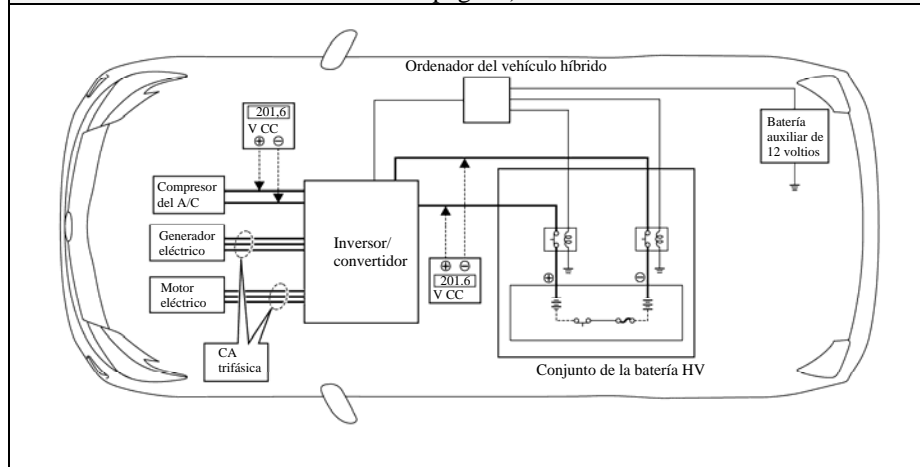 Ordenador del vehículo híbrido
201,6
V CC
⊕ ⊖
Batería
auxiliar de
12 voltios
Compresor
del A/C
Generador
eléctrico
Inversor/
convertidor
Motor
eléctrico
⊕ ⊖
201.6
V CC
⊕
⊖
CA
trifásica
Conjunto de la batería HV